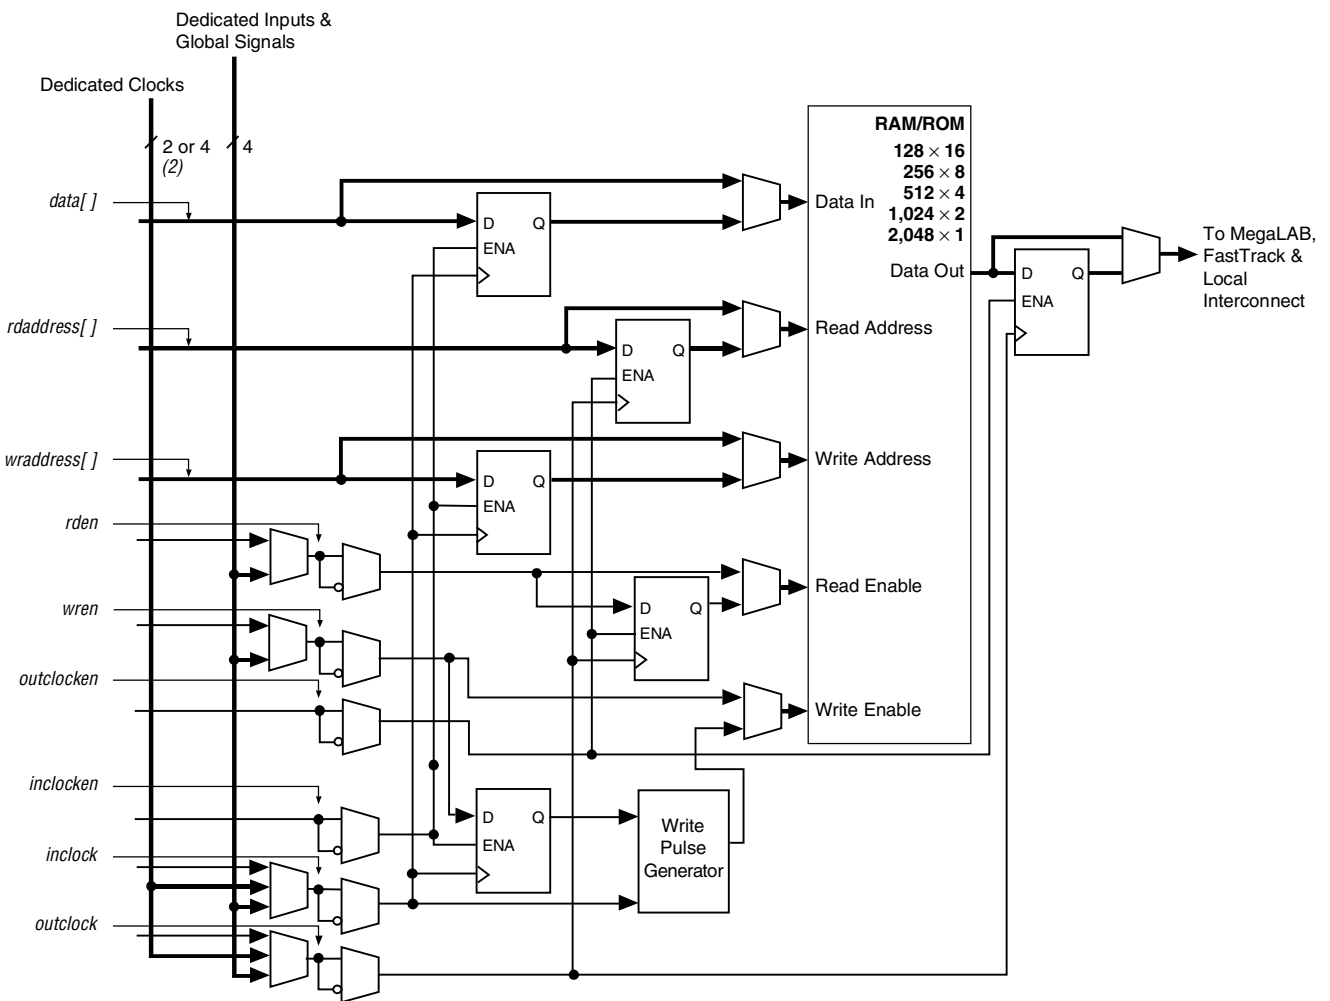 Dedicated Inputs &
Global Signals
Dedicated Clocks
2 or 4
(2)
4
RAM/ROM
128 × 16
256 × 8
512 × 4
1,024 × 2
2,048 × 1
data[ ]
D
Q
ENA
Data In
Data Out
D
Q
ENA
To MegaLAB,
FastTrack &
Local
Interconnect
rdaddress[ ]
D
Q
ENA
Read Address
wraddress[ ]
D
Q
ENA
Write Address
rden
Read Enable
wren
D
Q
ENA
outclocken
Write Enable
inclocken
D
Q
ENA
Write
Pulse
Generator
inclock
outclock